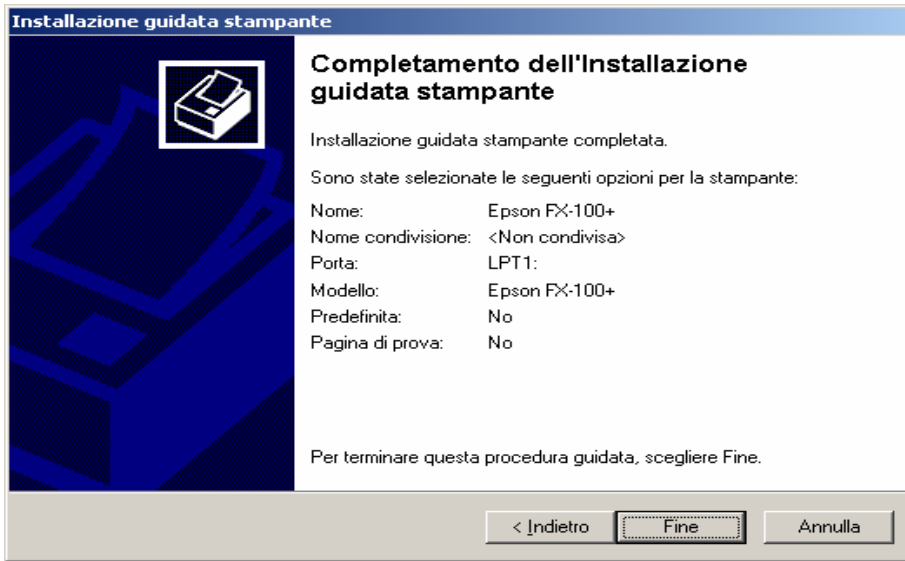 Installazione guidata stampante
Completamento dell'Installazione
guidata stampante
Installazione guidata stampante completata.
Sono state selezionate le seguenti opzioni per la stampante:
Nome: Epson FX-100+
Nome condivisione: <Non condivisa>
Porta: LPT1:
Modello: Epson FX-100+
Predefinita: No
Pagina di prova: No
Per terminare questa procedura guidata, scegliere Fine.
< Indietro Fine Annulla